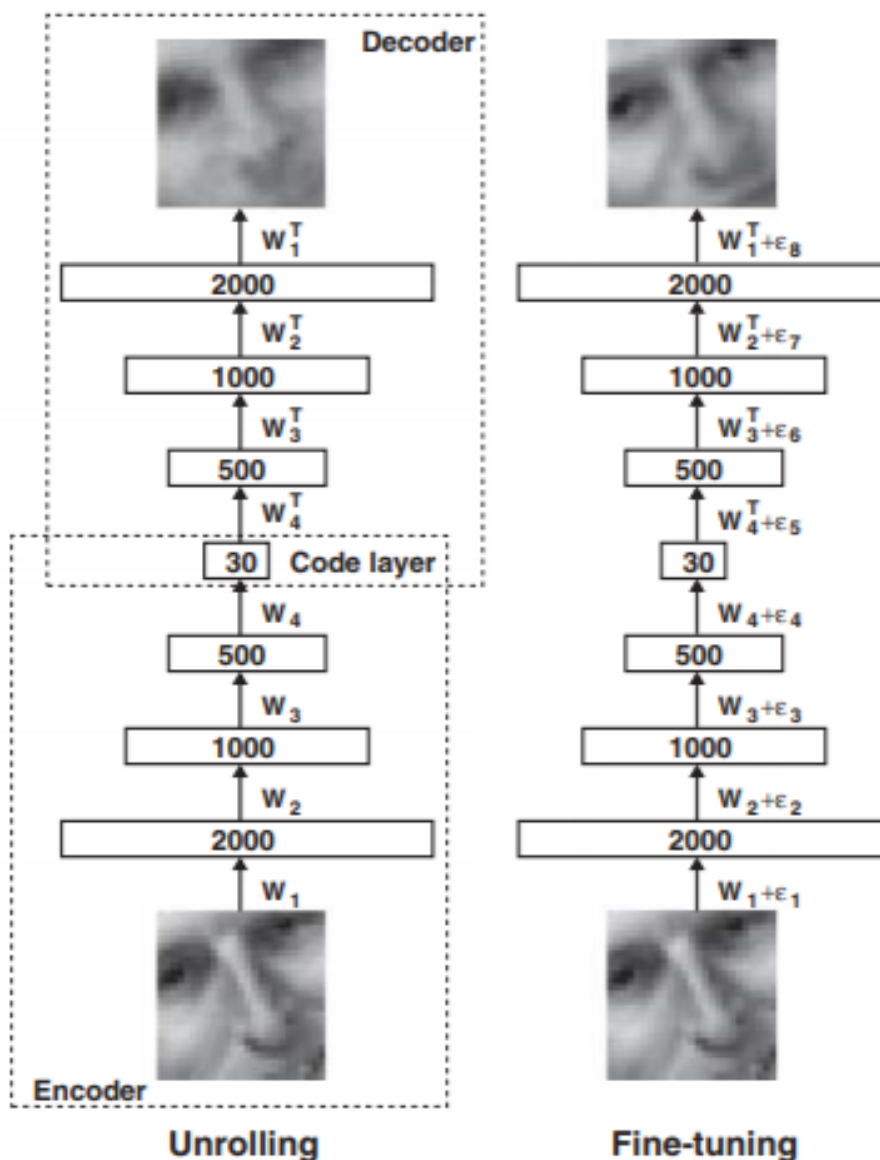 Decoder
W₁ᵀ W₁ᵀ+ε₈
2000 2000
W₂ᵀ W₂ᵀ+ε₇
1000 1000
W₃ᵀ W₃ᵀ+ε₆
500 500
W₄ᵀ W₄ᵀ+ε₅
30 Code layer 30
W₄ W₄+ε₄
500 500
W₃ W₃+ε₃
1000 1000
W₂ W₂+ε₂
2000 2000
W₁ W₁+ε₁
Encoder
Unrolling Fine-tuning